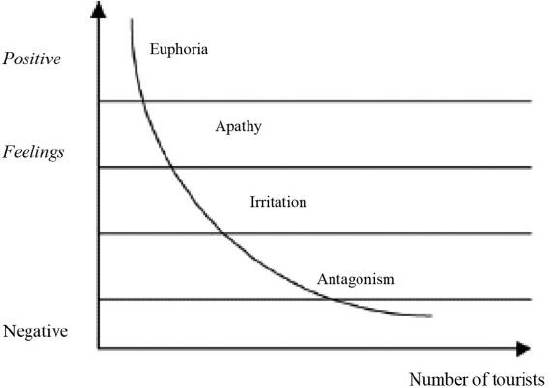 Euphoria
Positive
Apathy
Feelings
Irritation
Antagonism
Negative
Number of tourists